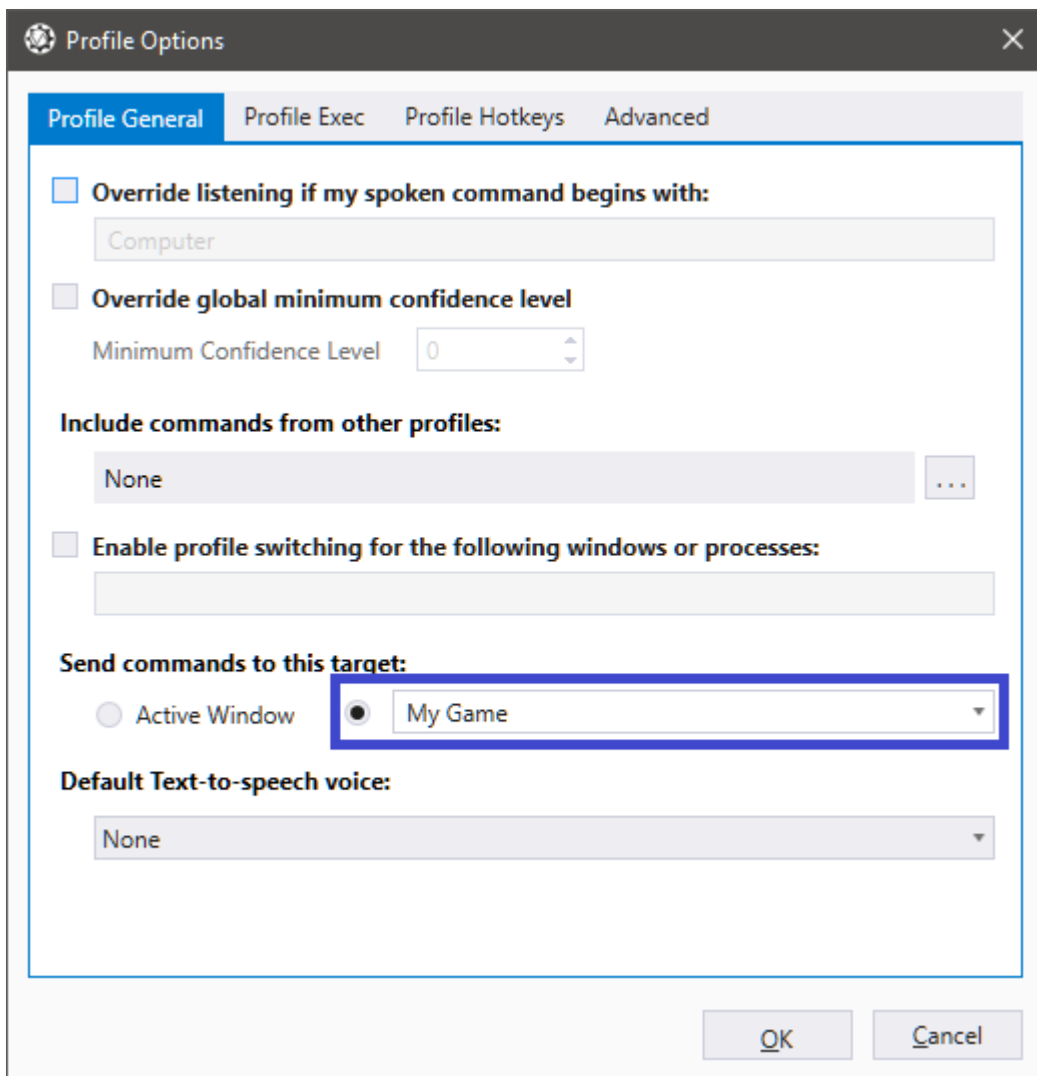 Profile Options
Profile General Profile Exec Profile Hotkeys Advanced
Override listening if my spoken command begins with:
Computer
Override global minimum confidence level
Minimum Confidence Level 0
Include commands from other profiles:
None ...
Enable profile switching for the following windows or processes:
Send commands to this target:
Active Window My Game
Default Text-to-speech voice:
None
OK Cancel